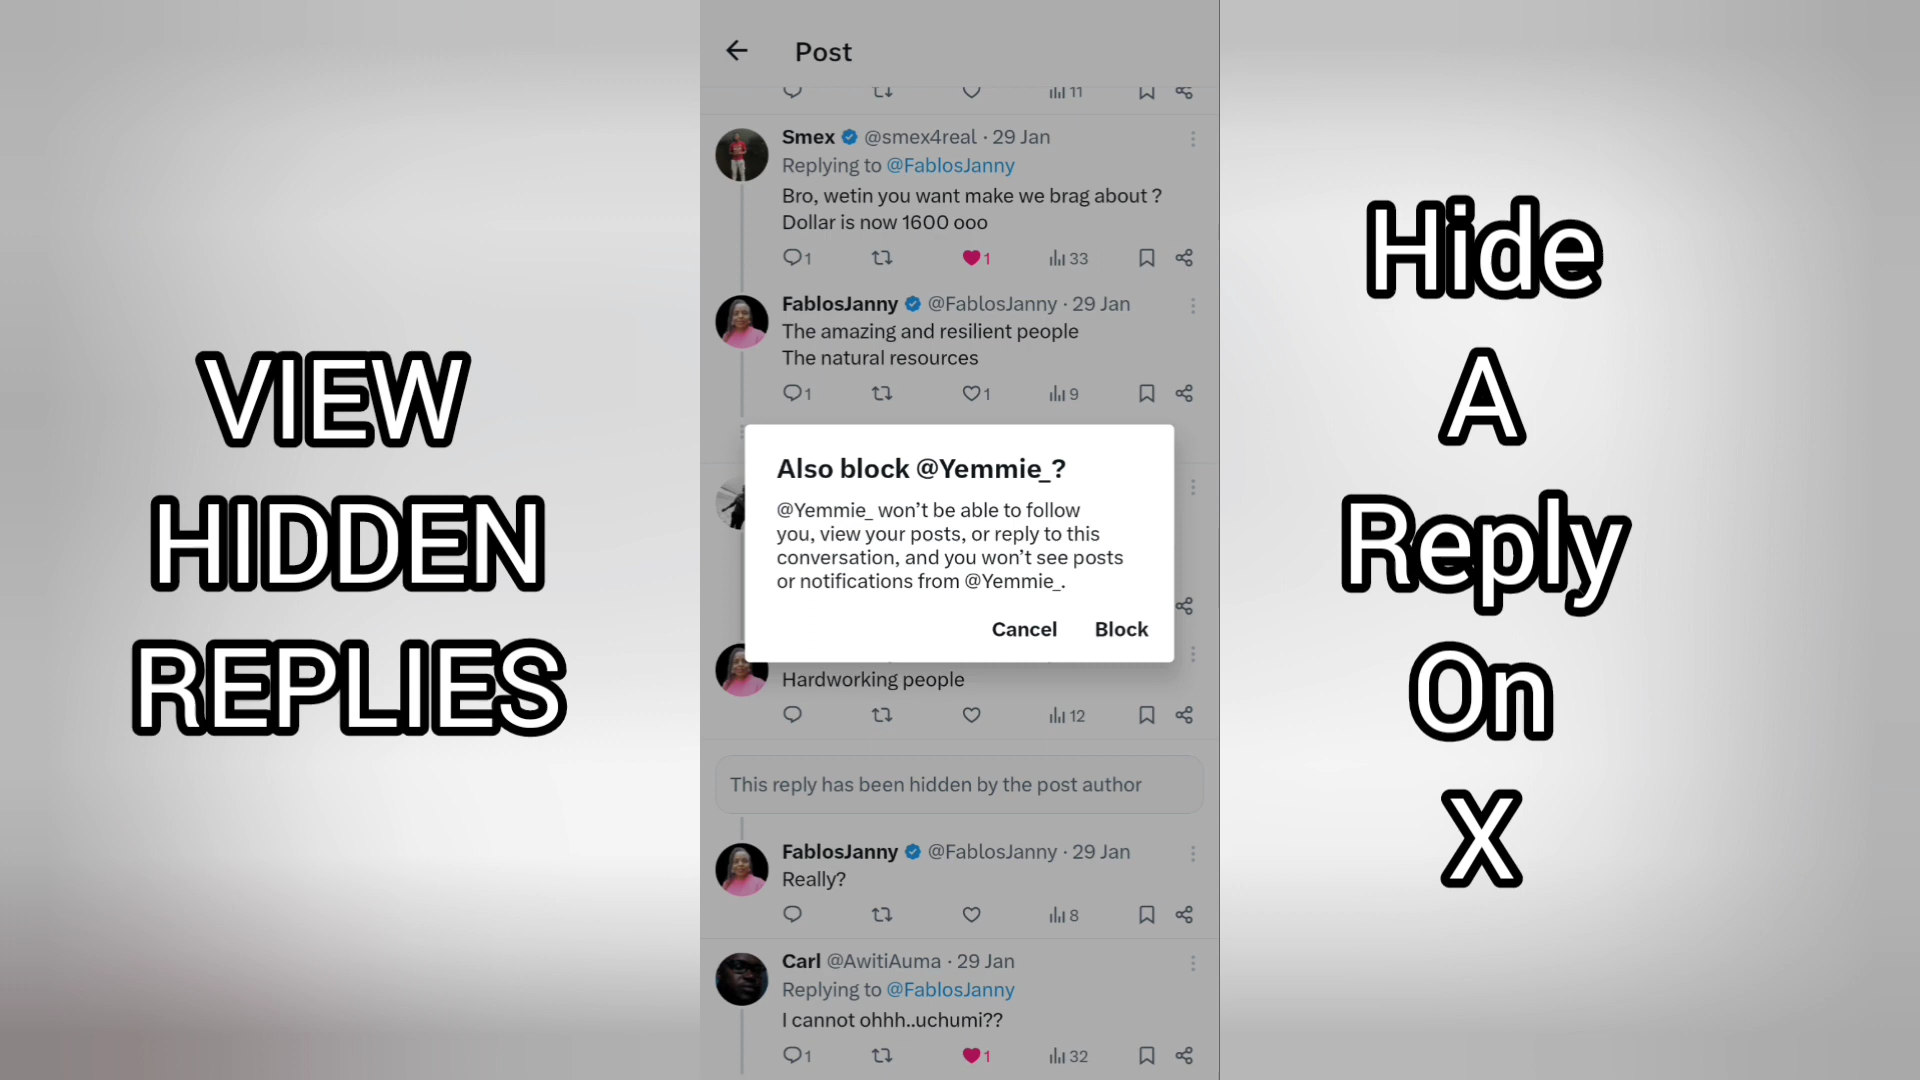 VIEW
HIDDEN
REPLIES
Post
11
Smex @smex4real · 29 Jan
Replying to @FablosJanny
Bro, wetin you want make we brag about ?
Dollar is now 1600 ooo
1 1 33
FablosJanny @FablosJanny · 29 Jan
The amazing and resilient people
The natural resources
1 1 9
Also block @Yemmie_?
@Yemmie_ won’t be able to follow
you, view your posts, or reply to this
conversation, and you won’t see posts
or notifications from @Yemmie_.
Cancel Block
Hardworking people
12
This reply has been hidden by the post author
FablosJanny @FablosJanny · 29 Jan
Really?
8
Carl @AwitiAuma · 29 Jan
Replying to @FablosJanny
I cannot ohhh..uchumi??
1 1 32
Hide
A
Reply
On
X